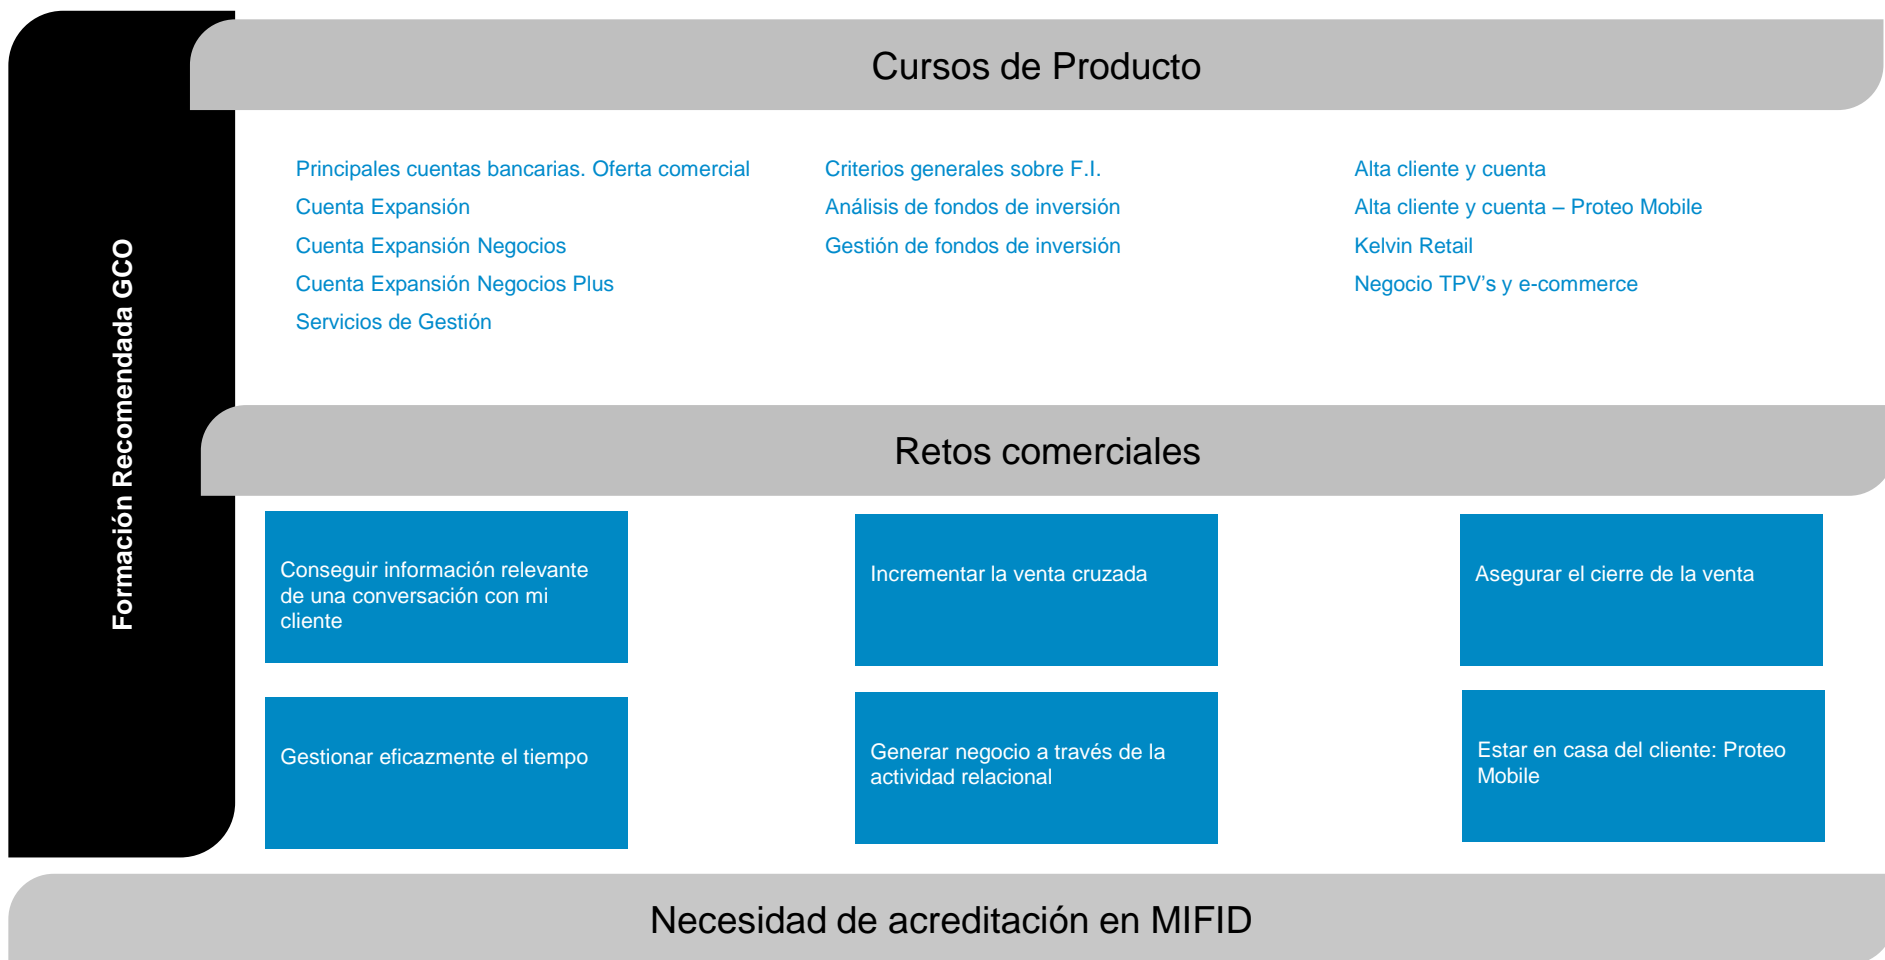 Formación Recomendada GCO
Cursos de Producto
Principales cuentas bancarias. Oferta comercial
Cuenta Expansión
Cuenta Expansión Negocios
Cuenta Expansión Negocios Plus
Servicios de Gestión
Criterios generales sobre F.I.
Análisis de fondos de inversión
Gestión de fondos de inversión
Alta cliente y cuenta
Alta cliente y cuenta – Proteo Mobile
Kelvin Retail
Negocio TPV’s y e-commerce
Retos comerciales
Conseguir información relevante
de una conversación con mi
cliente
Incrementar la venta cruzada
Asegurar el cierre de la venta
Gestionar eficazmente el tiempo
Generar negocio a través de la
actividad relacional
Estar en casa del cliente: Proteo
Mobile
Necesidad de acreditación en MIFID